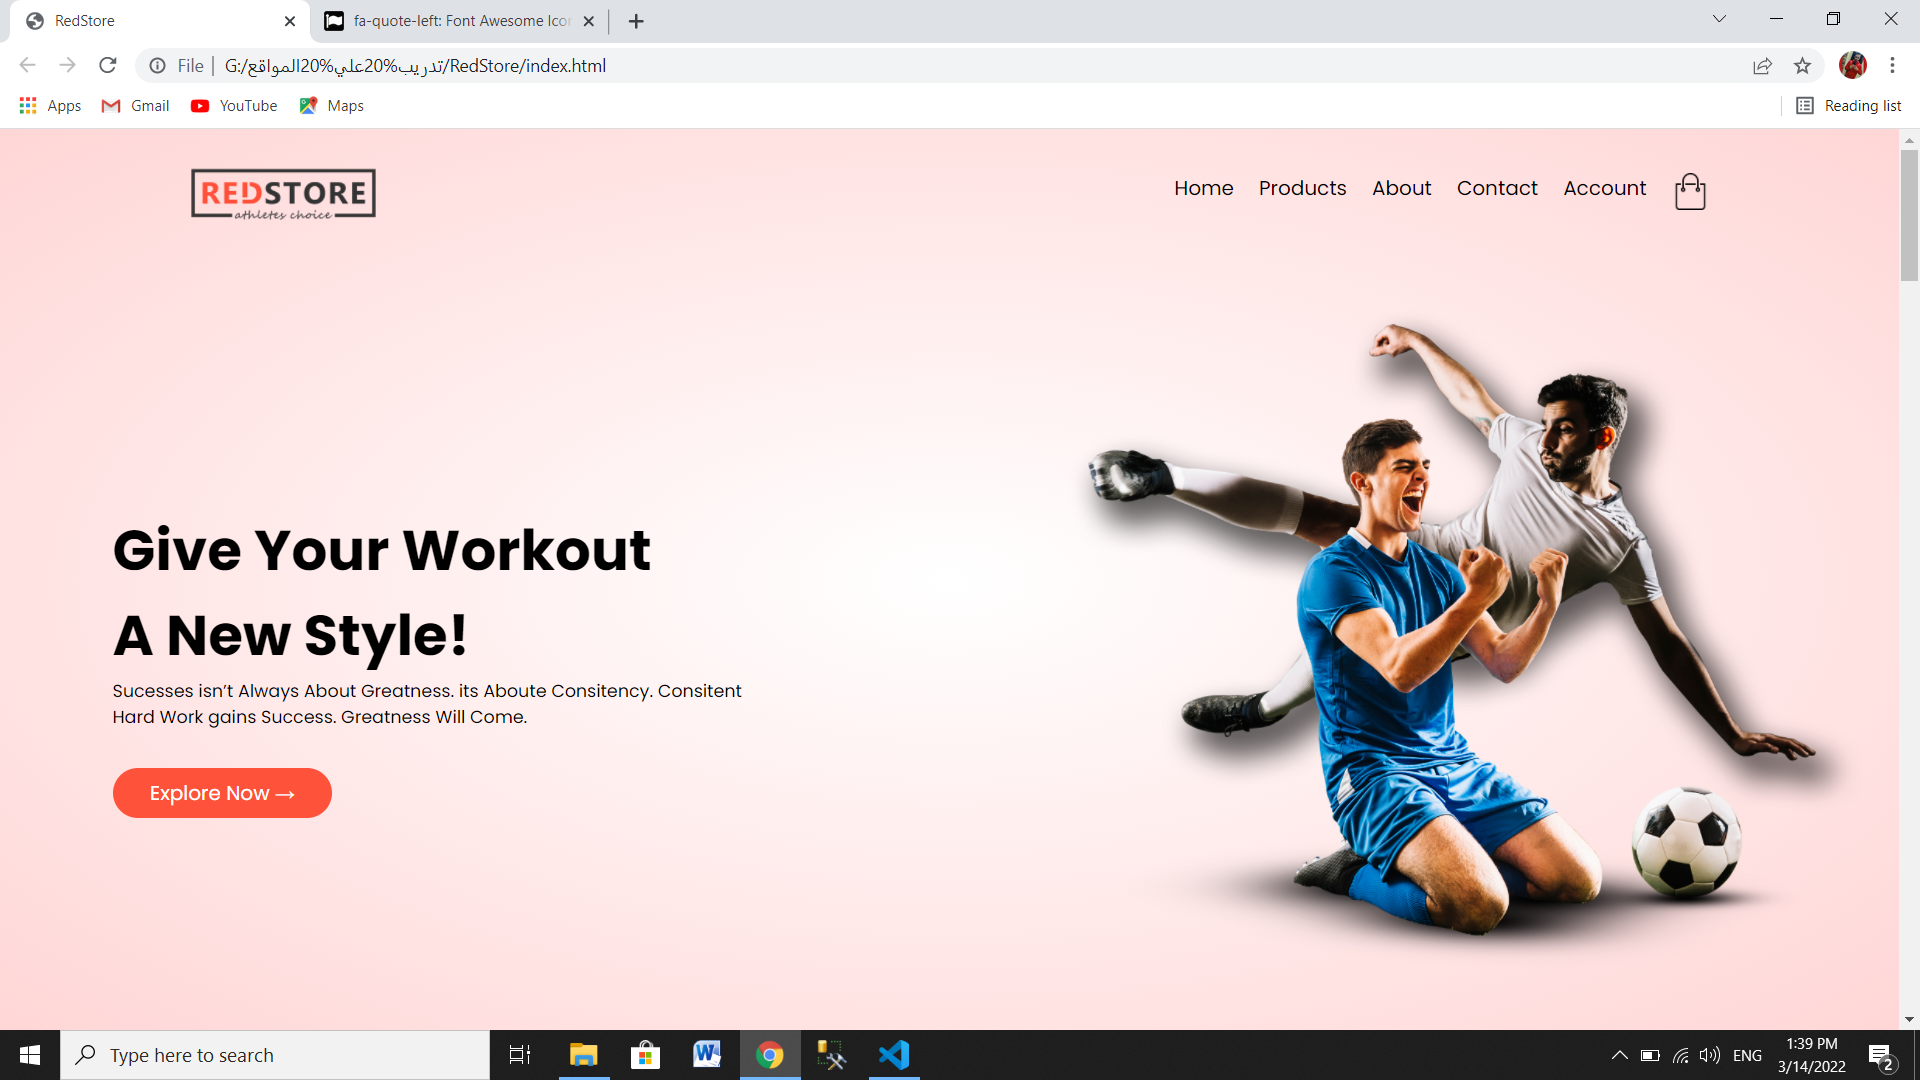 RedStore
fa-quote-left: Font Awesome Ico
File
G:/تدريب%20علي%20المواقع/RedStore/index.html
Apps
Gmail
YouTube
Maps
Reading list
REDSTORE
athletes choice
Home
Products
About
Contact
Account
Give Your Workout
A New Style!
Sucesses isn’t Always About Greatness. its Aboute Consitency. Consitent
Hard Work gains Success. Greatness Will Come.
Explore Now →
Type here to search
ENG
1:39 PM
3/14/2022
2